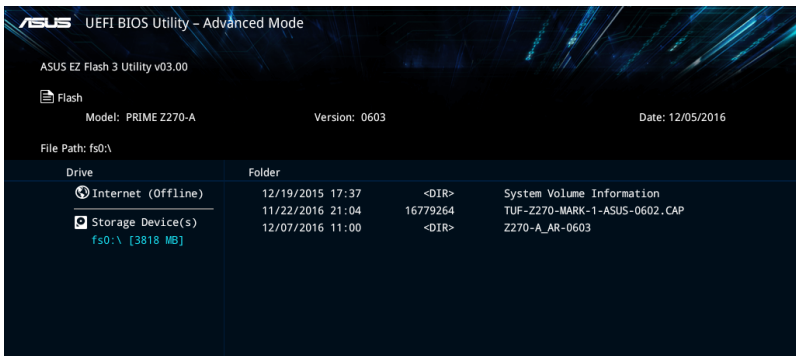 ASUS UEFI BIOS Utility – Advanced Mode
ASUS EZ Flash 3 Utility v03.00
Flash
Model: PRIME Z270-A Version: 0603 Date: 12/05/2016
File Path: fs0:\
Drive Folder
Internet (Offline) 12/19/2015 17:37 <DIR> System Volume Information
11/22/2016 21:04 16779264 TUF-Z270-MARK-1-ASUS-0602.CAP
Storage Device(s) 12/07/2016 11:00 <DIR> Z270-A_AR-0603
fs0:\ [3818 MB]